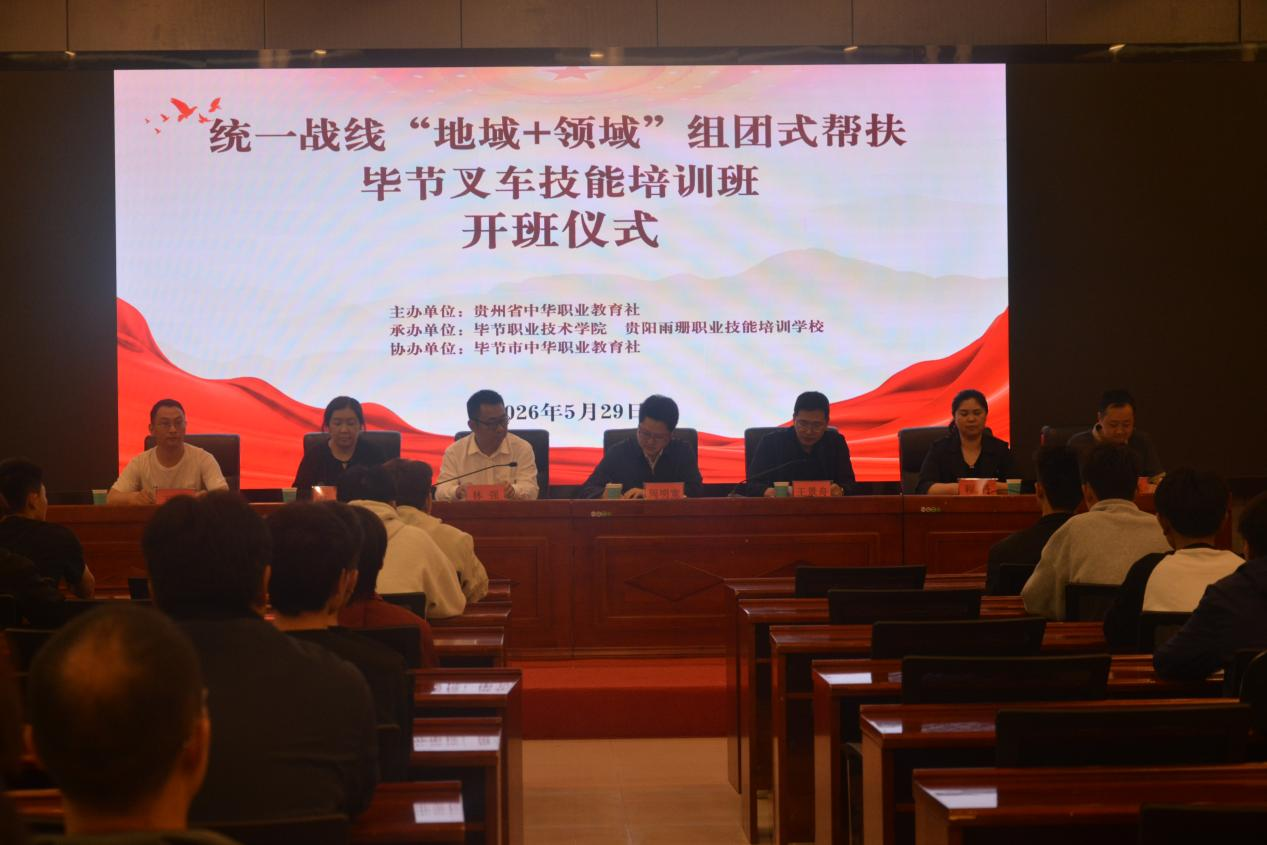 统一战线“地域+领域”组团式帮扶
毕节叉车技能培训班
开班仪式
主办单位：贵州省中华职业教育社
承办单位：毕节职业技术学院 贵阳雨珊职业技能培训学校
协办单位：毕节市中华职业教育社
026年5月29日
林强